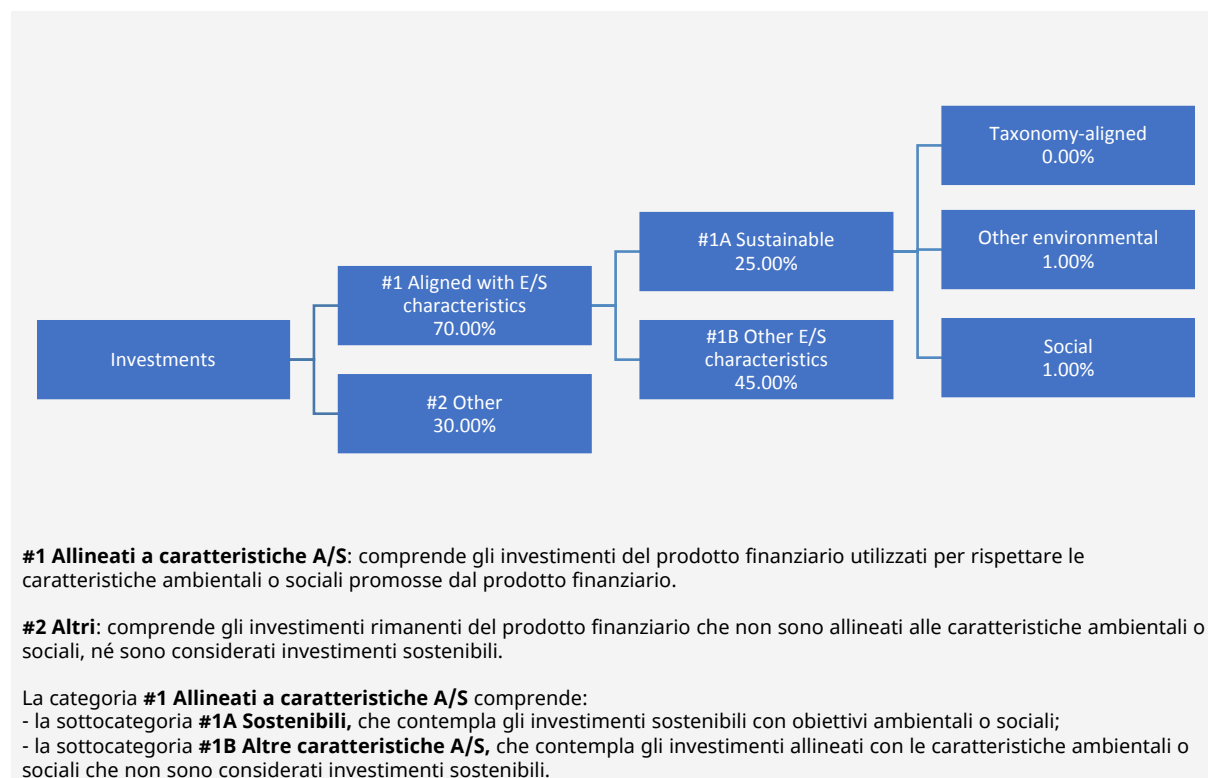 Investments
#1 Aligned with E/S
characteristics
70.00%
#2 Other
30.00%
#1A Sustainable
25.00%
#1B Other E/S
characteristics
45.00%
Taxonomy-aligned
0.00%
Other environmental
1.00%
Social
1.00%
#1 Allineati a caratteristiche A/S: comprende gli investimenti del prodotto finanziario utilizzati per rispettare le
caratteristiche ambientali o sociali promosse dal prodotto finanziario.
#2 Altri: comprende gli investimenti rimanenti del prodotto finanziario che non sono allineati alle caratteristiche ambientali o
sociali, né sono considerati investimenti sostenibili.
La categoria #1 Allineati a caratteristiche A/S comprende:
- la sottocategoria #1A Sostenibili, che contempla gli investimenti sostenibili con obiettivi ambientali o sociali;
- la sottocategoria #1B Altre caratteristiche A/S, che contempla gli investimenti allineati con le caratteristiche ambientali o
sociali che non sono considerati investimenti sostenibili.